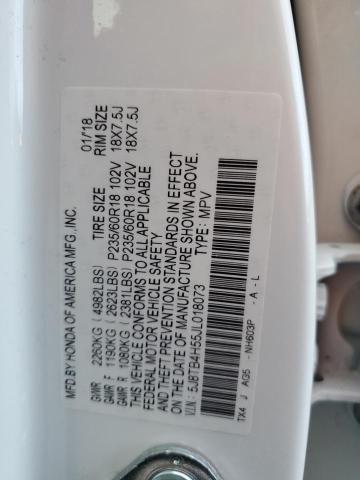 MFD. BY HONDA OF AMERICA MFG.,INC. 01/18
TIRE SIZE RIM SIZE
GVWR 2260KG (4982LBS)
GAWR F 1190KG (2623LBS) P235/60R18 102V 18X7.5J
GAWR R 1080KG (2381LBS) P235/60R18 102V 18X7.5J
THIS VEHICLE CONFORMS TO ALL APPLICABLE
FEDERAL MOTOR VEHICLE SAFETY
AND THEFT PREVENTION STANDARDS IN EFFECT
ON THE DATE OF MANUFACTURE SHOWN ABOVE.
V.I.N.: 5J8TB4H55JL018073 TYPE: MPV
TX4 J AG5 -NH603P -A -L